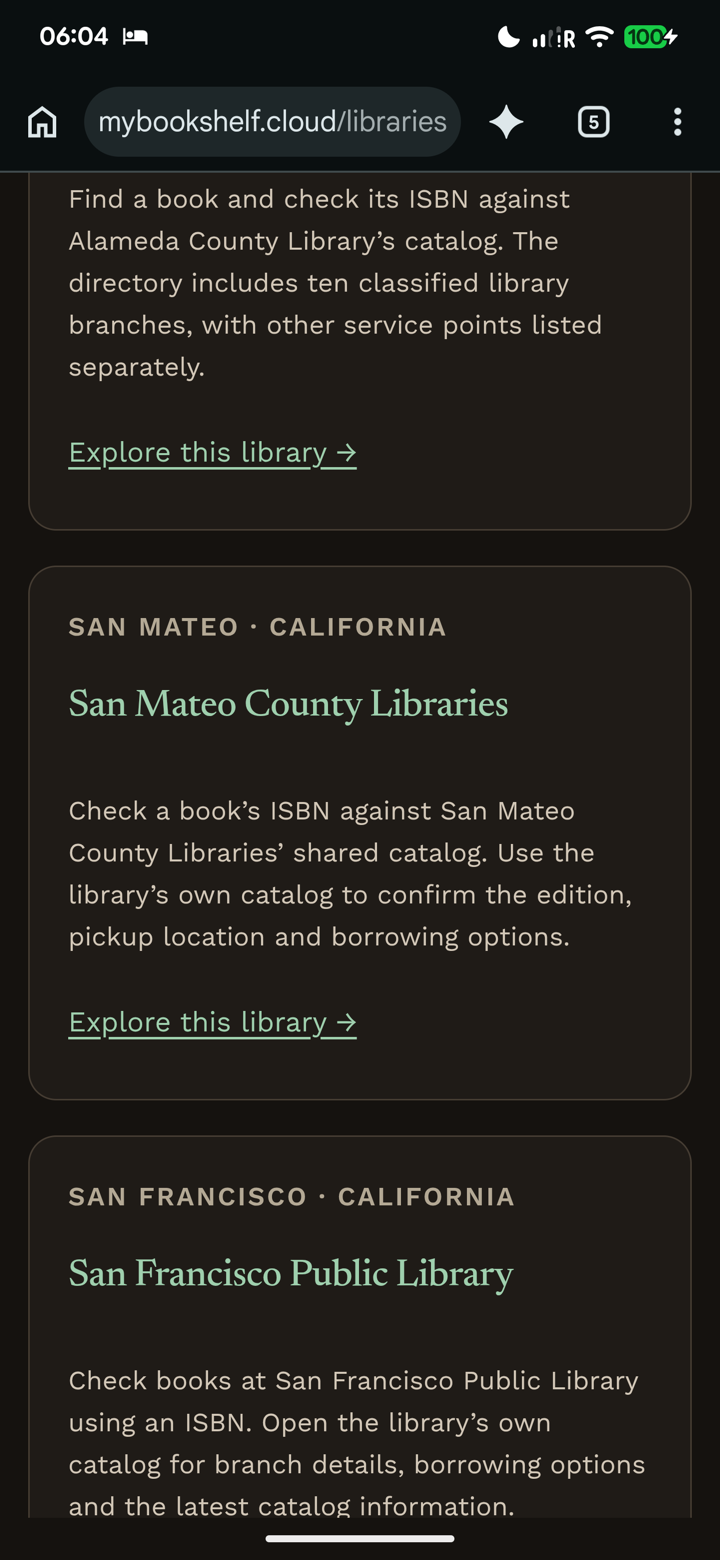 06:04
R
100
mybookshelf.cloud/libraries
5
Find a book and check its ISBN against
Alameda County Library’s catalog. The
directory includes ten classified library
branches, with other service points listed
separately.
Explore this library →
SAN MATEO · CALIFORNIA
San Mateo County Libraries
Check a book’s ISBN against San Mateo
County Libraries’ shared catalog. Use the
library’s own catalog to confirm the edition,
pickup location and borrowing options.
Explore this library →
SAN FRANCISCO · CALIFORNIA
San Francisco Public Library
Check books at San Francisco Public Library
using an ISBN. Open the library’s own
catalog for branch details, borrowing options
and the latest catalog information.